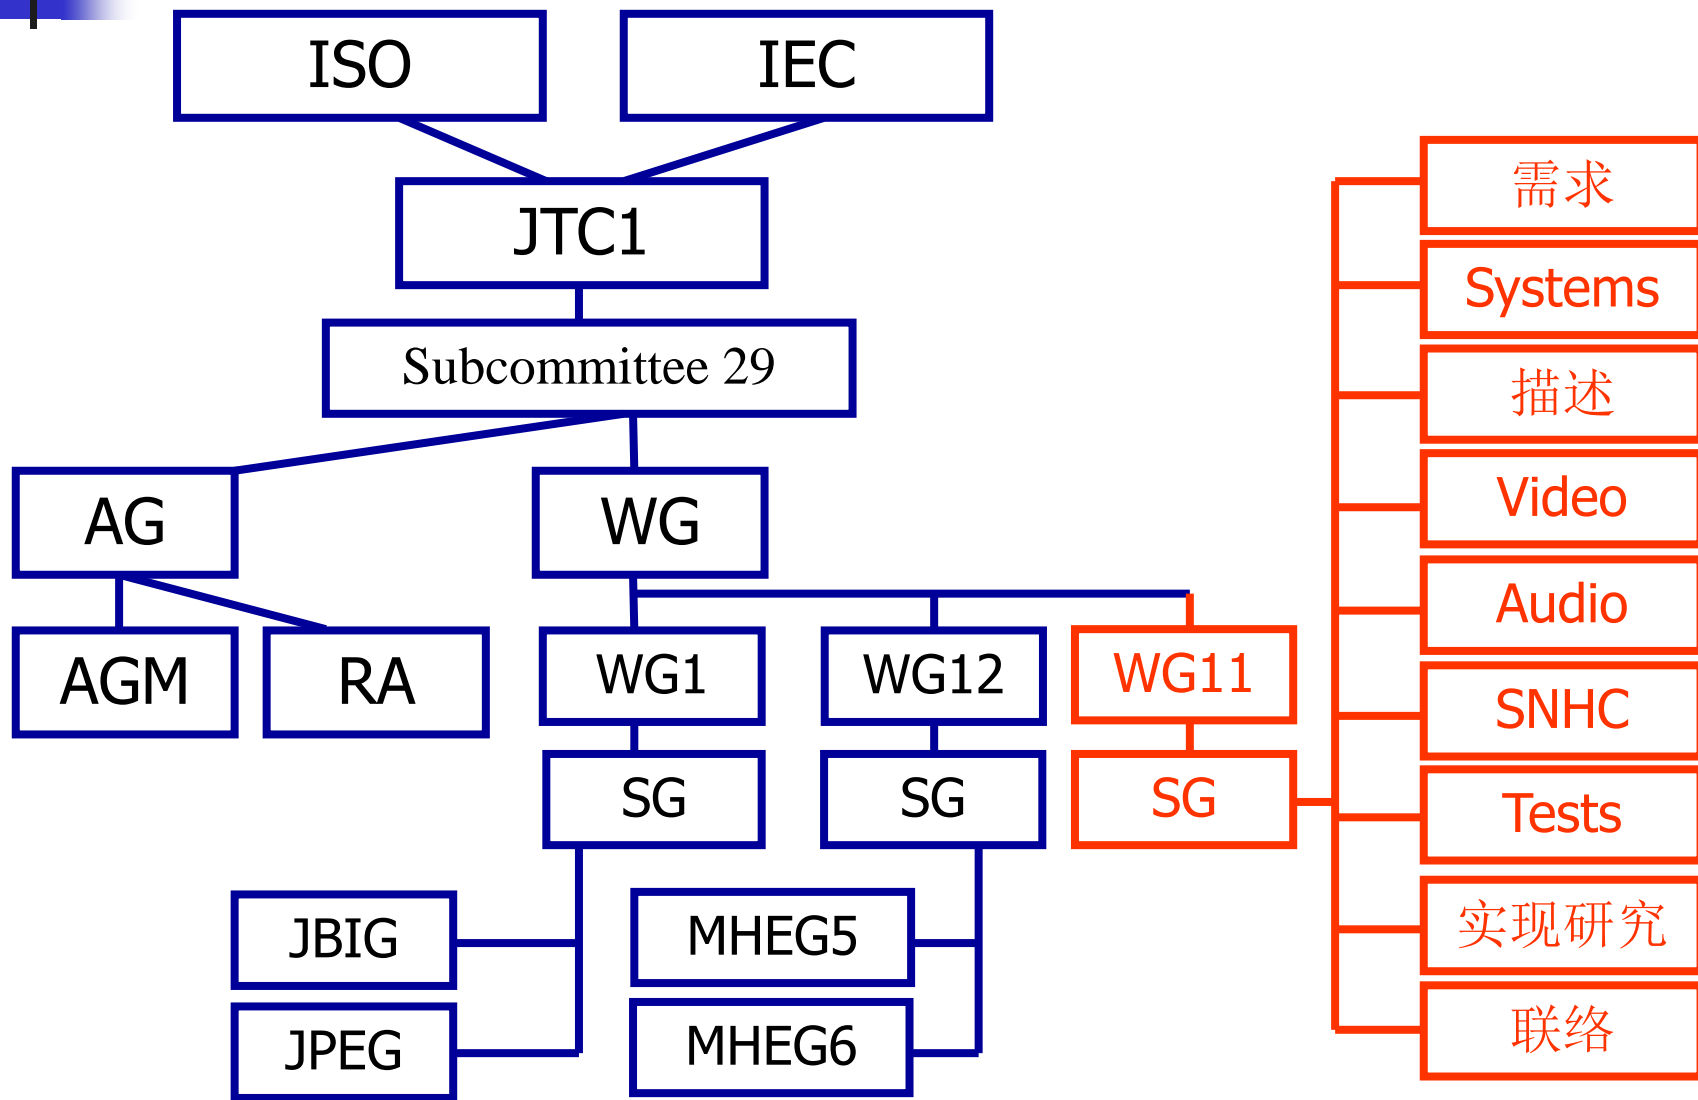 ISO
IEC
JTC1
Subcommittee 29
AG
WG
AGM
RA
WG1
WG12
WG11
SG
SG
SG
JBIG
JPEG
MHEG5
MHEG6
需求
Systems
描述
Video
Audio
SNHC
Tests
实现研究
联络